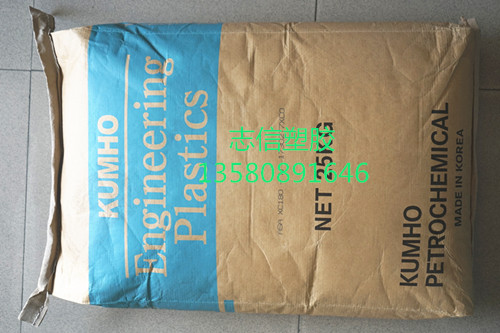 KUMHO
Engineering
Plastics
志信塑胶
13580891646
NET 25KG
KUMHO
PETROCHEMICAL
MADE IN KOREA